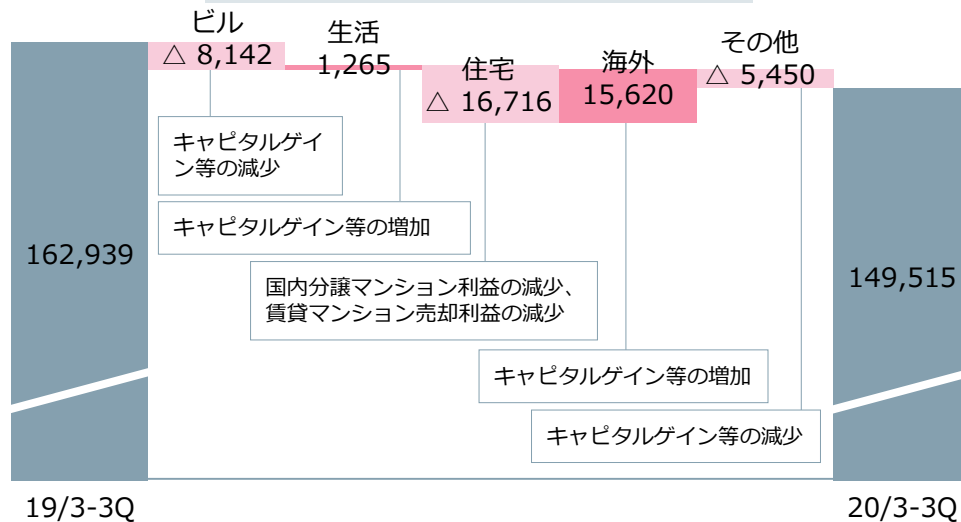 ビル
△ 8,142
生活
1,265
住宅
△ 16,716
海外
15,620
その他
△ 5,450
キャピタルゲイ
ン等の減少
キャピタルゲイン等の増加
162,939
149,515
国内分譲マンション利益の減少、
賃貸マンション売却利益の減少
キャピタルゲイン等の増加
キャピタルゲイン等の減少
19/3-3Q
20/3-3Q